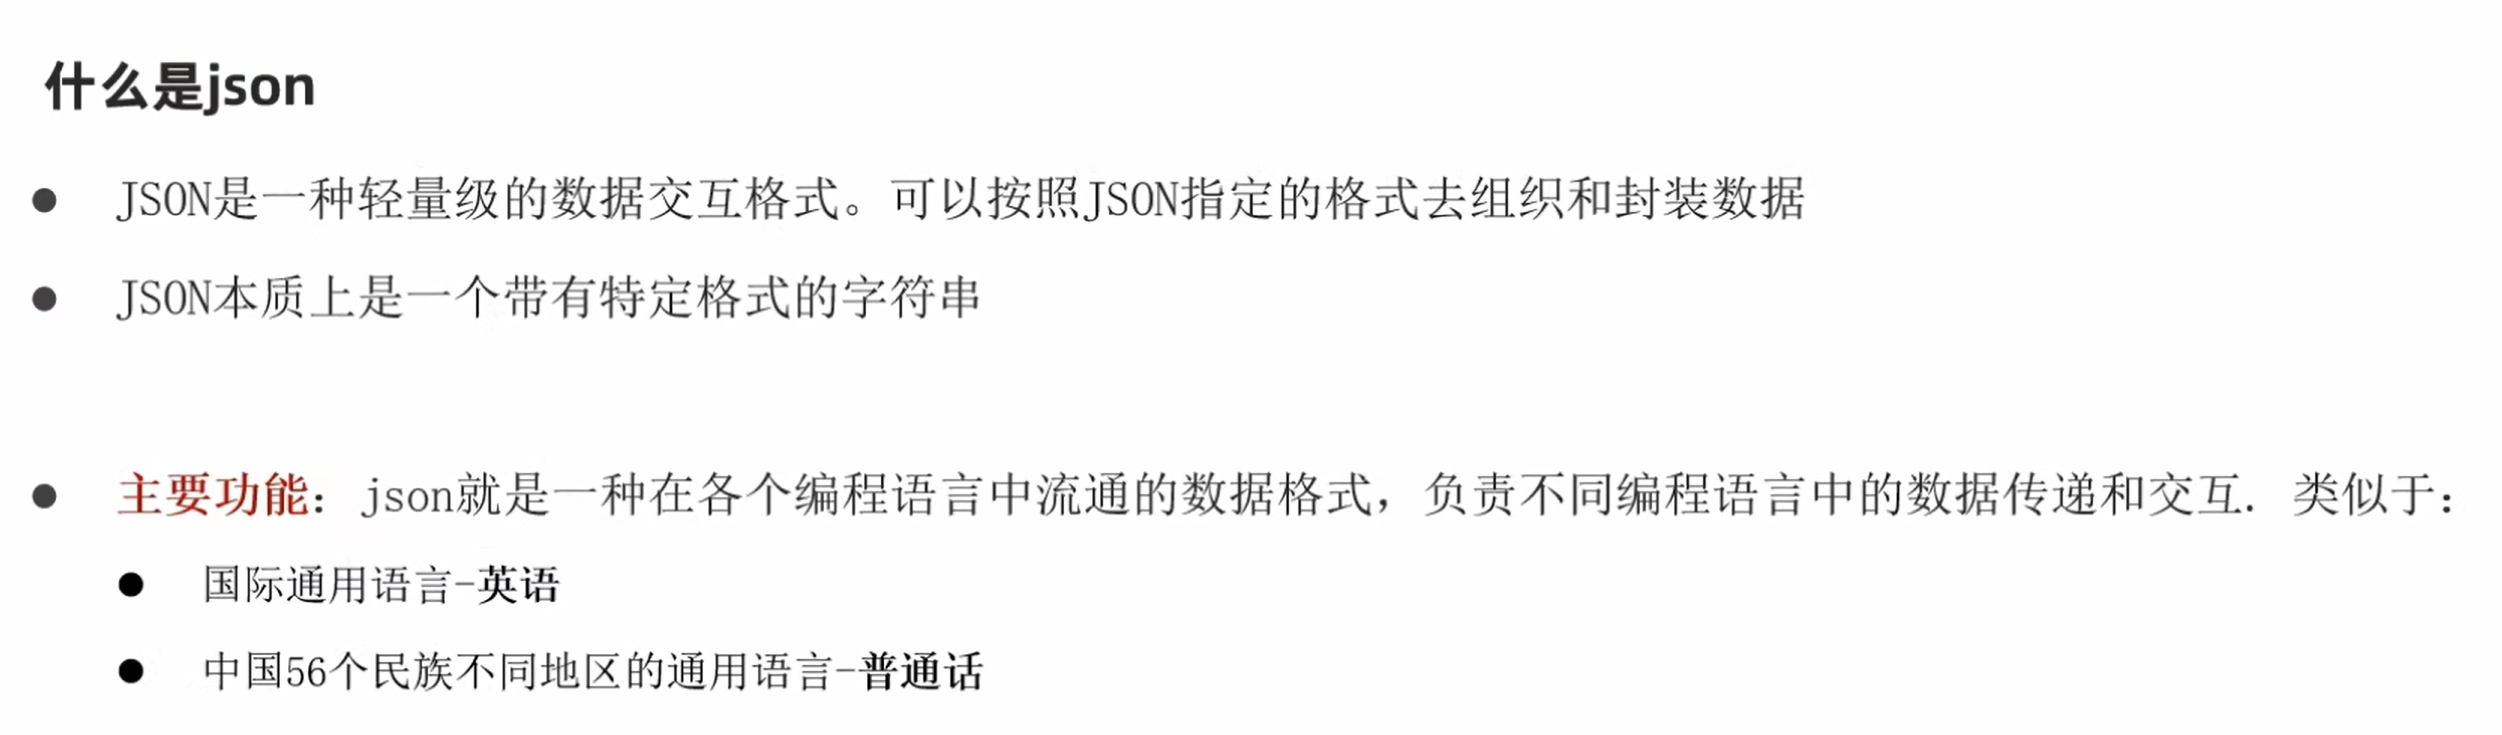 什么是json
● JSON是一种轻量级的数据交互格式。可以按照JSON指定的格式去组织和封装数据
● JSON本质上是一个带有特定格式的字符串
● 主要功能：json就是一种在各个编程语言中流通的数据格式，负责不同编程语言中的数据传递和交互. 类似于：
● 国际通用语言-英语
● 中国56个民族不同地区的通用语言-普通话